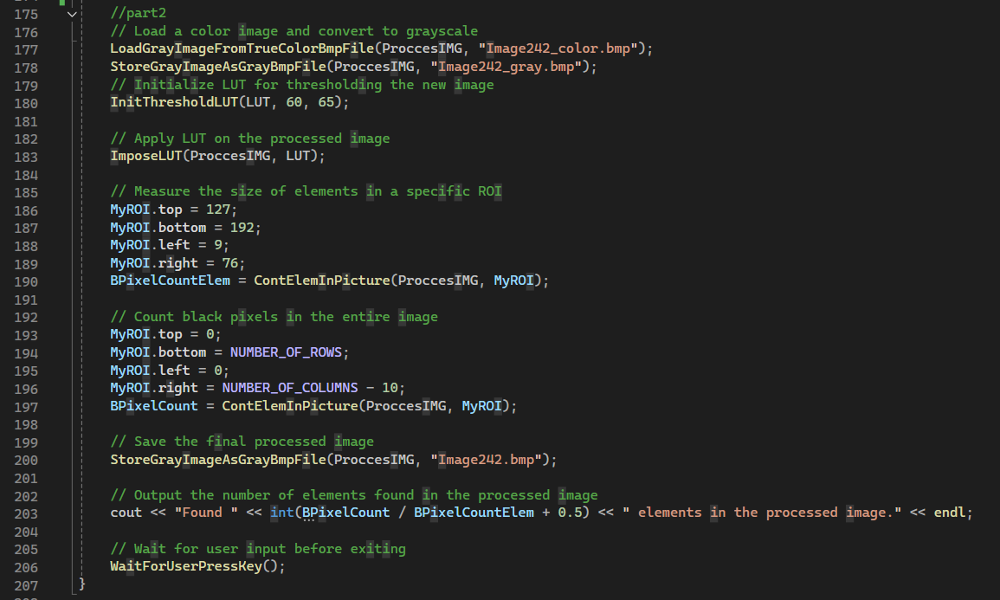 175 //part2
176 // Load a color image and convert to grayscale
177 LoadGrayImageFromTrueColorBmpFile(ProccesIMG, "Image242_color.bmp");
178 StoreGrayImageAsGrayBmpFile(ProccesIMG, "Image242_gray.bmp");
179 // Initialize LUT for thresholding the new image
180 InitThresholdLUT(LUT, 60, 65);
181
182 // Apply LUT on the processed image
183 ImposeLUT(ProccesIMG, LUT);
184
185 // Measure the size of elements in a specific ROI
186 MyROI.top = 127;
187 MyROI.bottom = 192;
188 MyROI.left = 9;
189 MyROI.right = 76;
190 BPixelCountElem = ContElemInPicture(ProccesIMG, MyROI);
191
192 // Count black pixels in the entire image
193 MyROI.top = 0;
194 MyROI.bottom = NUMBER_OF_ROWS;
195 MyROI.left = 0;
196 MyROI.right = NUMBER_OF_COLUMNS - 10;
197 BPixelCount = ContElemInPicture(ProccesIMG, MyROI);
198
199 // Save the final processed image
200 StoreGrayImageAsGrayBmpFile(ProccesIMG, "Image242.bmp");
201
202 // Output the number of elements found in the processed image
203 cout << "Found " << int(BPixelCount / BPixelCountElem + 0.5) << " elements in the processed image." << endl;
204
205 // Wait for user input before exiting
206 WaitForUserPressKey();
207 }